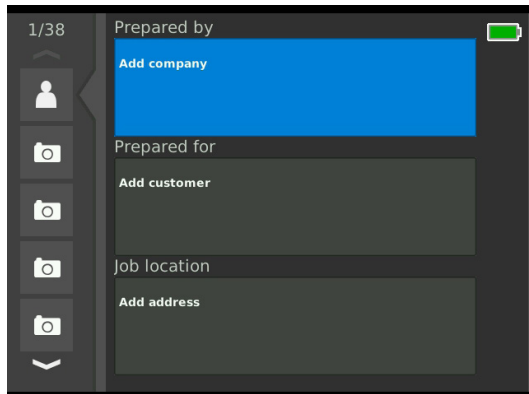 1/38
Prepared by
Add company
Prepared for
Add customer
Job location
Add address